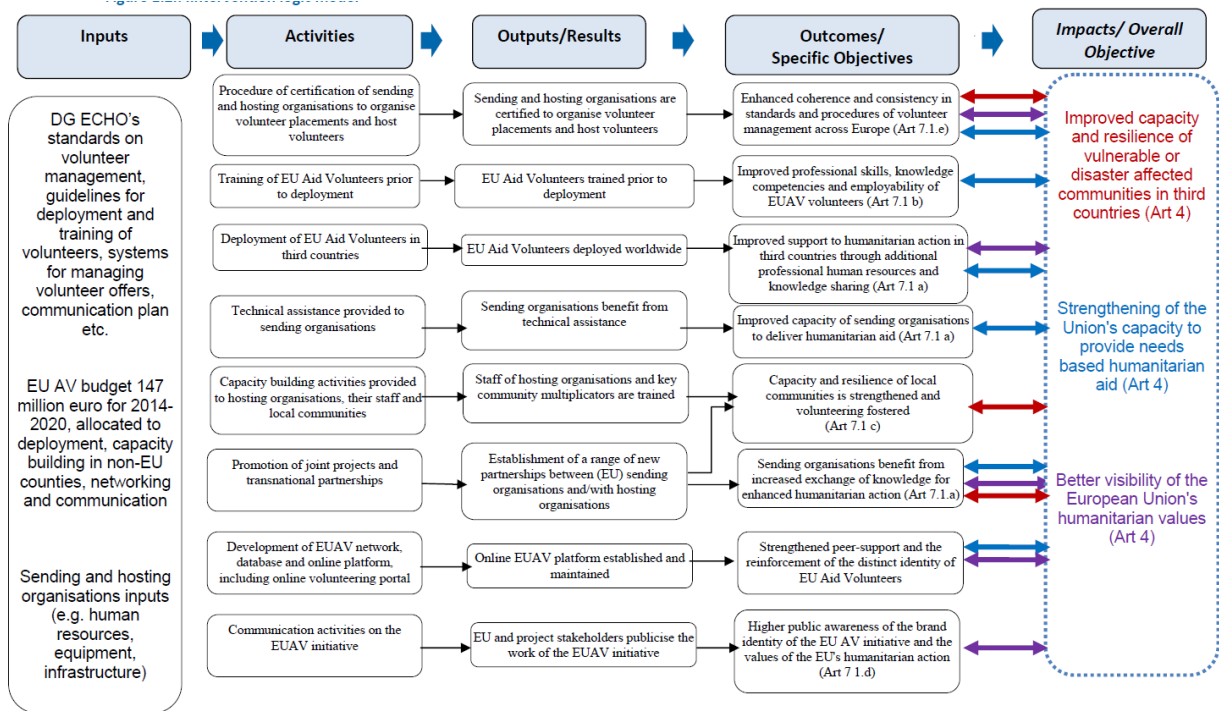 Inputs
Activities
Outputs/Results
Outcomes/
Specific Objectives
Impacts/ Overall
Objective
DG ECHO's
standards on
volunteer
management,
guidelines for
deployment and
training of
volunteers, systems
for managing
volunteer offers,
communication plan
etc.
EU AV budget 147
million euro for 2014-
2020, allocated to
deployment, capacity
building in non-EU
counties, networking
and communication
Sending and hosting
organisations inputs
(e.g. human
resources,
equipment,
infrastructure)
Procedure of certification of sending
and hosting organisations to organise
volunteer placements and host
volunteers
Sending and hosting organisations are
certified to organise volunteer
placements and host volunteers
Enhanced coherence and consistency in
standards and procedures of volunteer
management across Europe (Art 7.1.e)
Training of EU Aid Volunteers prior
to deployment
EU Aid Volunteers trained prior to
deployment
Improved professional skills, knowledge
competencies and employability of
EUAV volunteers (Art 7.1 b)
Deployment of EU Aid Volunteers in
third countries
EU Aid Volunteers deployed worldwide
Improved support to humanitarian action in
third countries through additional
professional human resources and
knowledge sharing (Art 7.1 a)
Technical assistance provided to
sending organisations
Sending organisations benefit from
technical assistance
Improved capacity of sending organisations
to deliver humanitarian aid (Art 7.1 a)
Capacity building activities provided
to hosting organisations, their staff and
local communities
Staff of hosting organisations and key
community multiplicators are trained
Capacity and resilience of local
communities is strengthened and
volunteering fostered
(Art 7.1 c)
Promotion of joint projects and
transnational partnerships
Establishment of a range of new
partnerships between (EU) sending
organisations and/with hosting
organisations
Sending organisations benefit from
increased exchange of knowledge for
enhanced humanitarian action (Art 7.1.a)
Development of EUAV network,
database and online platform,
including online volunteering portal
Online EUAV platform established and
maintained
Strengthened peer-support and the
reinforcement of the distinct identity of
EU Aid Volunteers
Communication activities on the
EUAV initiative
EU and project stakeholders publicise
the work of the EUAV initiative
Higher public awareness of the brand
identity of the EU AV initiative and the
values of the EU's humanitarian action
(Art 7 1.d)
Improved capacity
and resilience of
vulnerable or
disaster affected
communities in third
countries (Art 4)
Strengthening of the
Union's capacity to
provide needs
based humanitarian
aid (Art 4)
Better visibility of the
European Union's
humanitarian values
(Art 4)